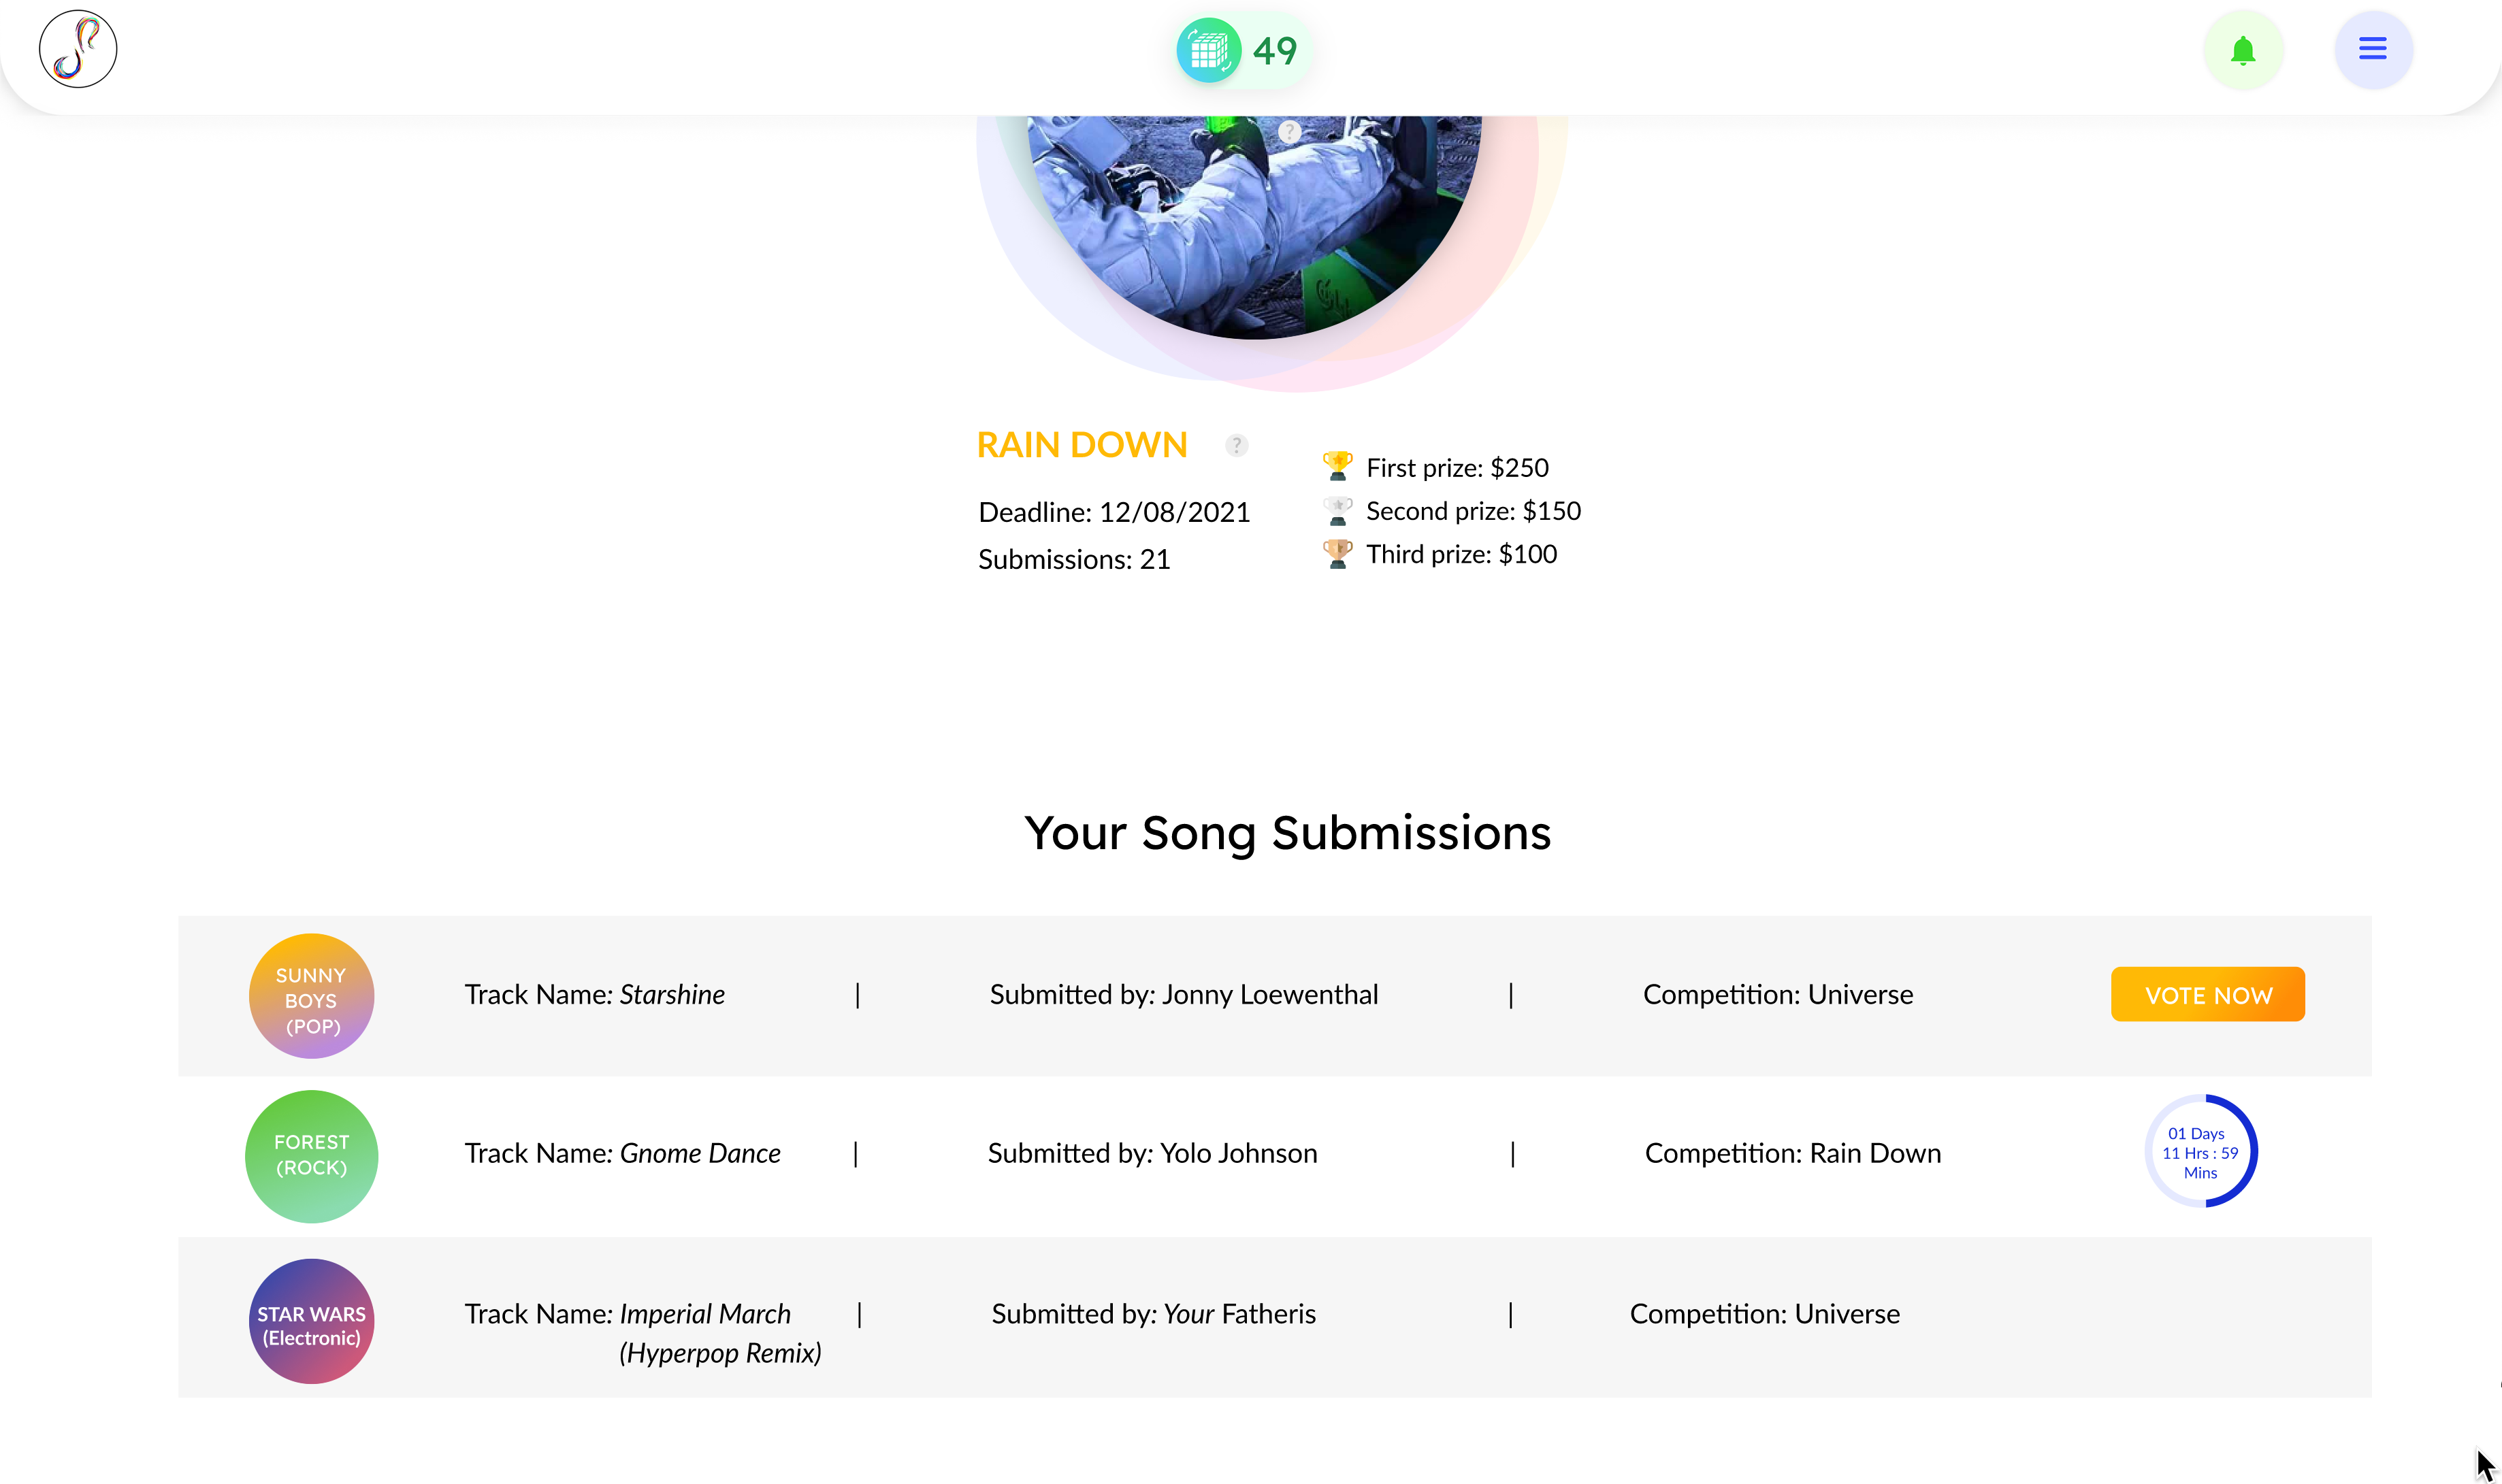 49
?
RAIN DOWN ?
Deadline: 12/08/2021
Submissions: 21
First prize: $250
Second prize: $150
Third prize: $100
Your Song Submissions
SUNNY
BOYS
(POP)
Track Name: Starshine | Submitted by: Jonny Loewenthal | Competition: Universe
VOTE NOW
FOREST
(ROCK)
Track Name: Gnome Dance | Submitted by: Yolo Johnson | Competition: Rain Down
01 Days
11 Hrs : 59
Mins
STAR WARS
(Electronic)
Track Name: Imperial March | Submitted by: Your Fatheris | Competition: Universe
(Hyperpop Remix)